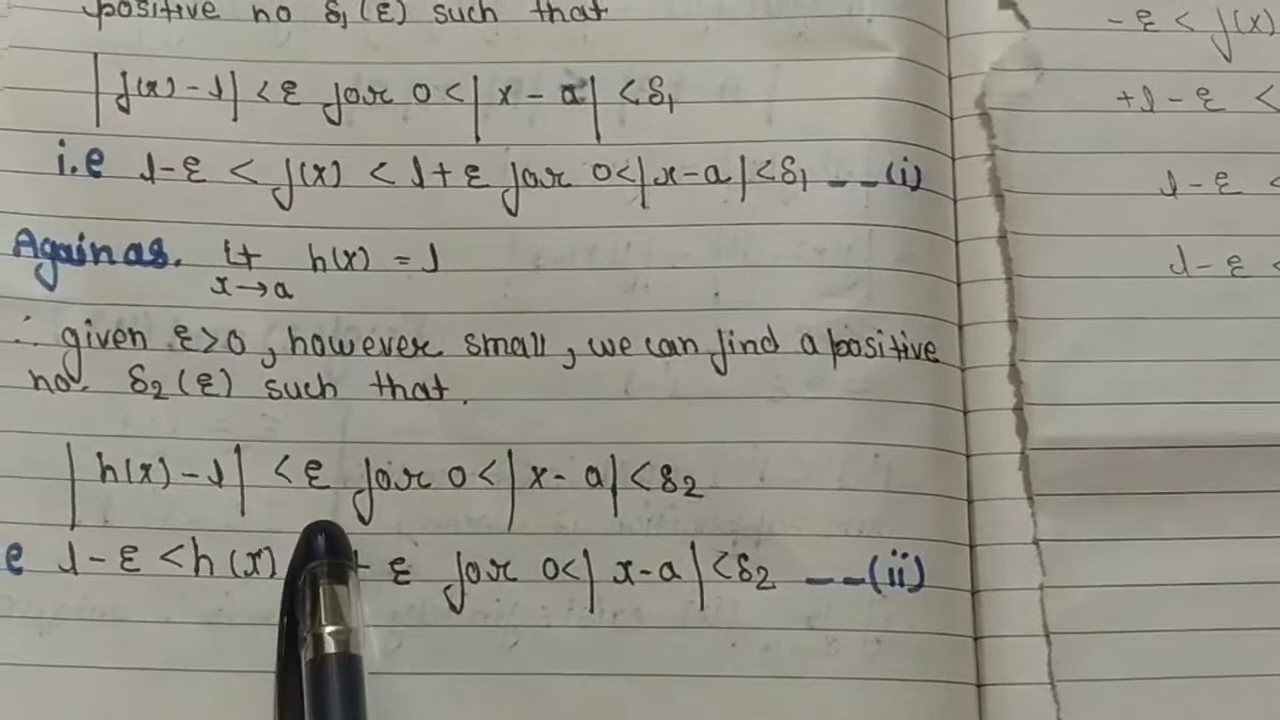 positive no δ₁(ε) such that
|f(x) - l| < ε for 0 < |x - a| < δ₁
i.e l - ε < f(x) < l + ε for 0 < |x - a| < δ₁ -- (i)
Again as. lt h(x) = l
x → a
∴ given ε > 0, however small, we can find a positive
no. δ₂(ε) such that.
|h(x) - l| < ε for 0 < |x - a| < δ₂
e l - ε < h(x) + ε for 0 < |x - a| < δ₂ -- (ii)
- ε < f(x)
+l - ε <
l - ε <
l - ε <